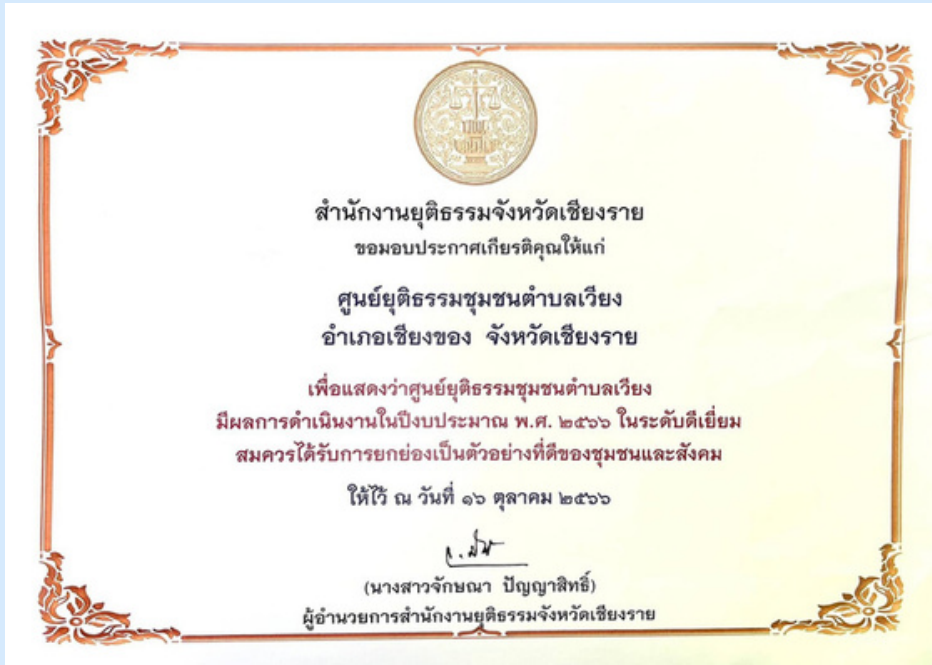 สำนักงานยุติธรรมจังหวัดเชียงราย
ขอมอบประกาศเกียรติคุณให้แก่
ศูนย์ยุติธรรมชุมชนตำบลเวียง
อำเภอเชียงของ จังหวัดเชียงราย
เพื่อแสดงว่าศูนย์ยุติธรรมชุมชนตำบลเวียง
มีผลการดำเนินงานในปีงบประมาณ พ.ศ. ๒๕๖๖ ในระดับดีเยี่ยม
สมควรได้รับการยกย่องเป็นตัวอย่างที่ดีของชุมชนและสังคม
ให้ไว้ ณ วันที่ ๑๖ ตุลาคม ๒๕๖๖
(นางสาวจักษณา ปัญญาสิทธิ์)
ผู้อำนวยการสำนักงานยุติธรรมจังหวัดเชียงราย